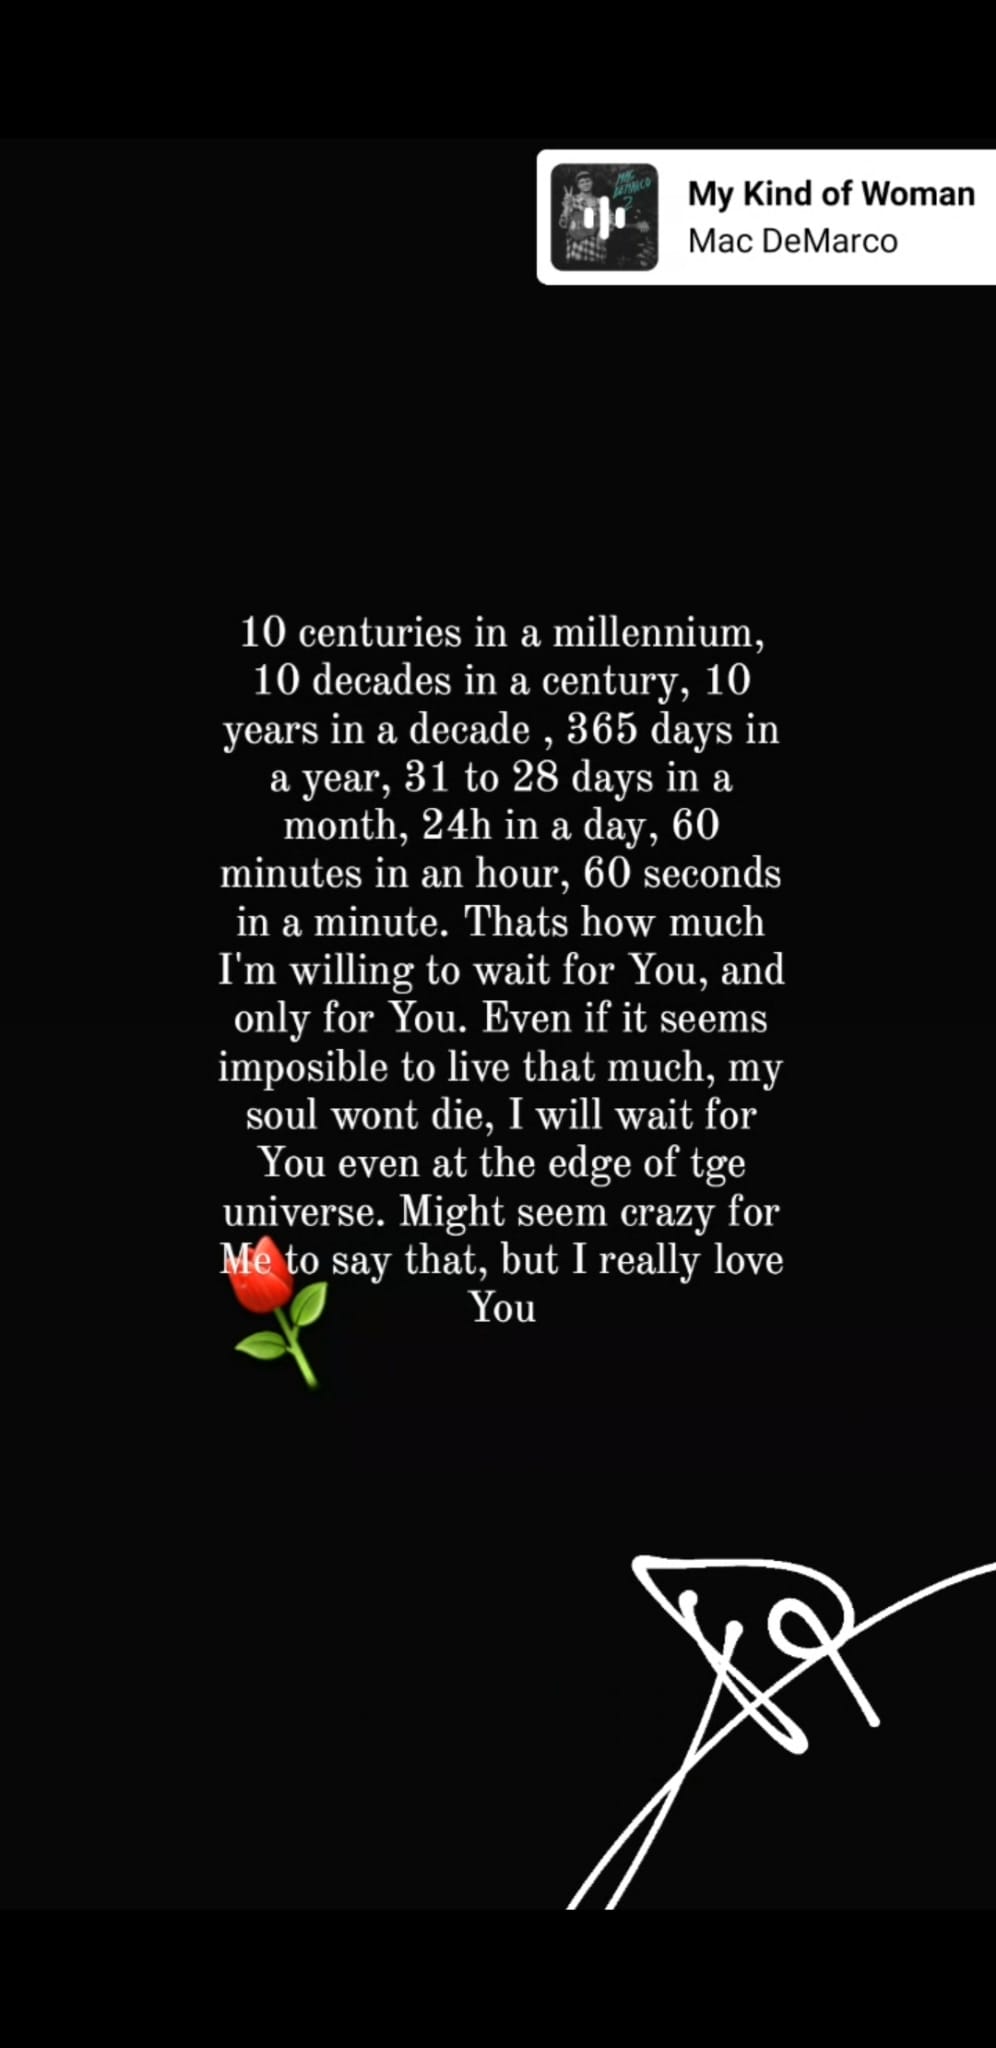 My Kind of Woman
Mac DeMarco
10 centuries in a millennium,
10 decades in a century, 10
years in a decade , 365 days in
a year, 31 to 28 days in a
month, 24h in a day, 60
minutes in an hour, 60 seconds
in a minute. Thats how much
I'm willing to wait for You, and
only for You. Even if it seems
imposible to live that much, my
soul wont die, I will wait for
You even at the edge of tge
universe. Might seem crazy for
Me to say that, but I really love
You